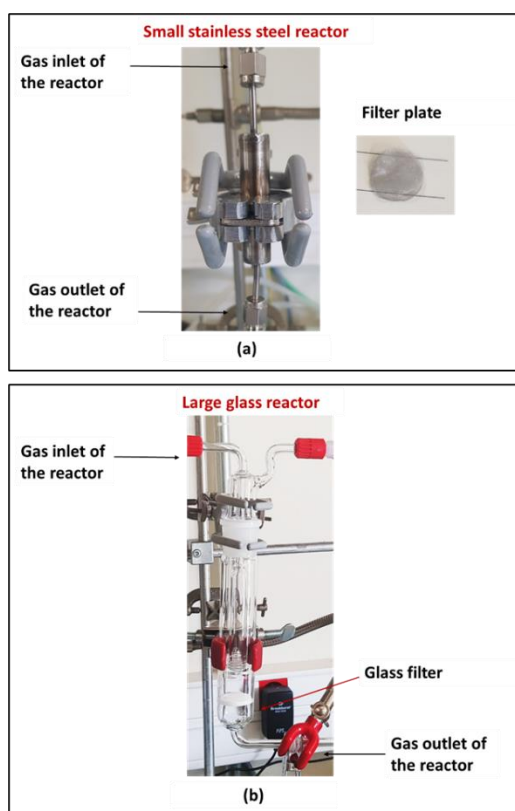 Small stainless steel reactor
Gas inlet of
the reactor
Filter plate
Gas outlet of
the reactor
(a)
Large glass reactor
Gas inlet of
the reactor
Glass filter
Gas outlet of
the reactor
(b)